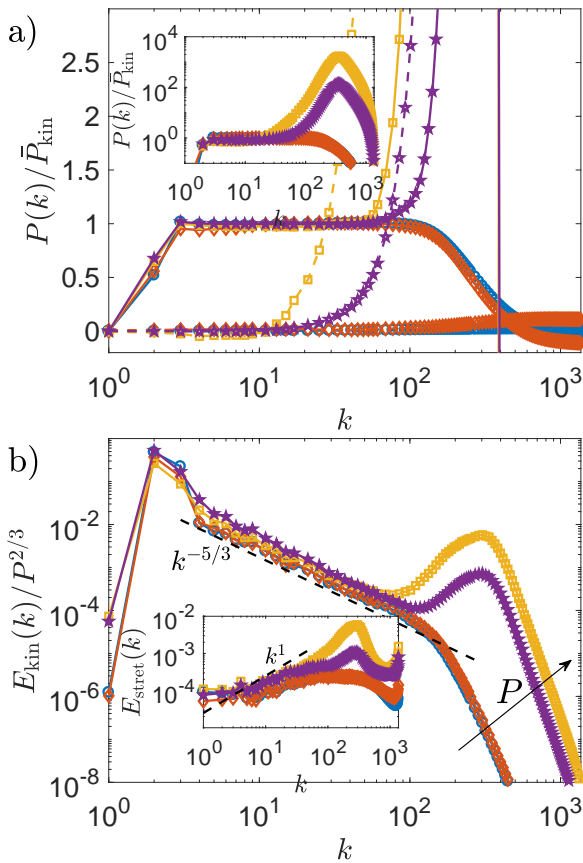 a)
P(k)/P̄_kin
2.5
2
1.5
1
0.5
0
10^0 10^1 10^2 10^3
k
P(k)/P̄_kin
10^4
10^2
10^0
10^0 10^1 10^2 10^3
k
b)
E_kin(k)/P^{2/3}
10^-2
10^-4
10^-6
10^-8
k^{-5/3}
P
E_stret(k)
10^-2
10^-3
10^-4
k^1
10^0 10^1 10^2 10^3
k
10^0 10^1 10^2 10^3
k